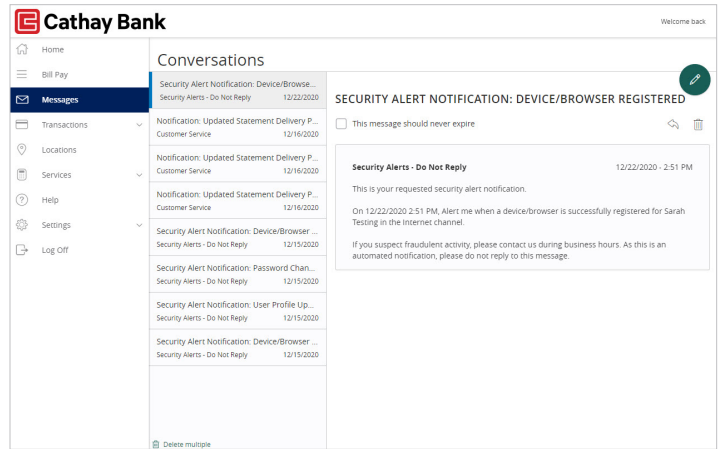 Cathay Bank
Welcome back
Home
Bill Pay
Messages
Transactions
Locations
Services
Help
Settings
Log Off
Conversations
Security Alert Notification: Device/Browse...
Security Alerts - Do Not Reply 12/22/2020
Notification: Updated Statement Delivery P...
Customer Service 12/16/2020
Notification: Updated Statement Delivery P...
Customer Service 12/16/2020
Notification: Updated Statement Delivery P...
Customer Service 12/16/2020
Security Alert Notification: Device/Browser ...
Security Alerts - Do Not Reply 12/15/2020
Security Alert Notification: Password Chan...
Security Alerts - Do Not Reply 12/15/2020
Security Alert Notification: User Profile Up...
Security Alerts - Do Not Reply 12/15/2020
Security Alert Notification: Device/Browser ...
Security Alerts - Do Not Reply 12/15/2020
Delete multiple
SECURITY ALERT NOTIFICATION: DEVICE/BROWSER REGISTERED
This message should never expire
Security Alerts - Do Not Reply 12/22/2020 - 2:51 PM
This is your requested security alert notification.
On 12/22/2020 2:51 PM, Alert me when a device/browser is successfully registered for Sarah
Testing in the Internet channel.
If you suspect fraudulent activity, please contact us during business hours. As this is an
automated notification, please do not reply to this message.